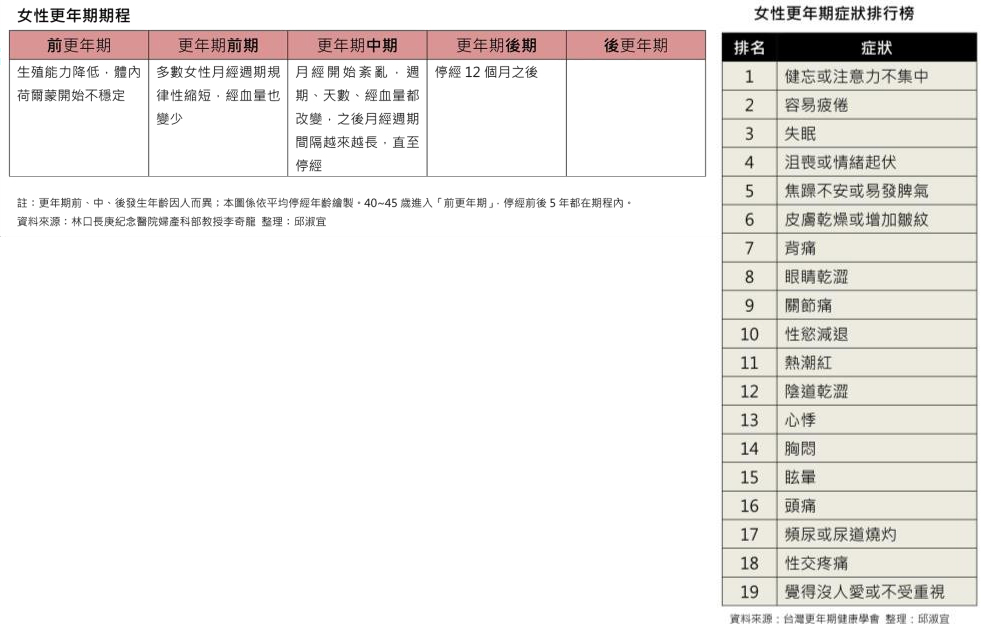 女性更年期期程
前更年期 更年期前期 更年期中期 更年期後期 後更年期
生殖能力降低，體內
荷爾蒙開始不穩定
多數女性月經週期規
律性縮短，經血量也
變少
月經開始紊亂，週
期、天數、經血量都
改變，之後月經週期
間隔越來越長，直至
停經
停經 12 個月之後
註：更年期前、中、後發生年齡因人而異；本圖係依平均停經年齡繪製。40~45 歲進入「前更年期」，停經前後 5 年都在期程內。
資料來源：林口長庚紀念醫院婦產科部教授李奇龍 整理：邱淑宜
女性更年期症狀排行榜
排名 症狀
1 健忘或注意力不集中
2 容易疲倦
3 失眠
4 沮喪或情緒起伏
5 焦躁不安或易發脾氣
6 皮膚乾燥或增加皺紋
7 背痛
8 眼睛乾澀
9 關節痛
10 性慾減退
11 熱潮紅
12 陰道乾澀
13 心悸
14 胸悶
15 眩暈
16 頭痛
17 頻尿或尿道燒灼
18 性交疼痛
19 覺得沒人愛或不受重視
資料來源：台灣更年期健康學會 整理：邱淑宜